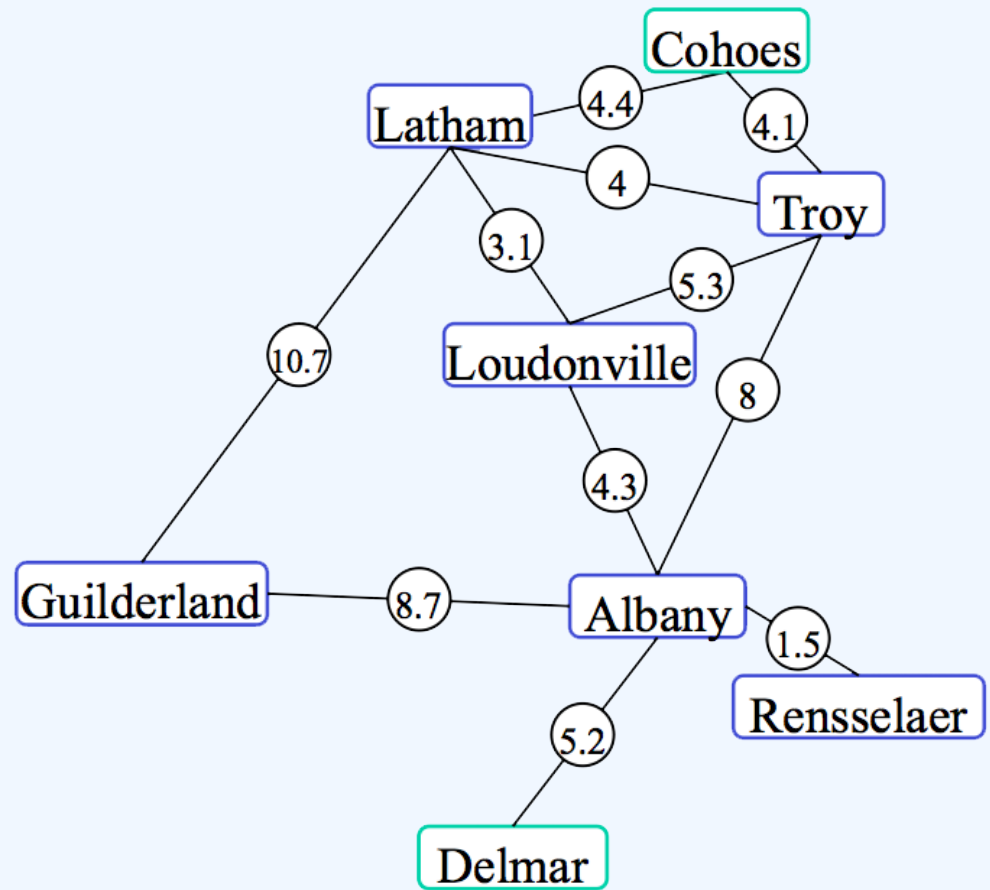 Cohoes
4.4
Latham
4.1
4
Troy
3.1
5.3
10.7
Loudonville
8
4.3
Guilderland
8.7
Albany
1.5
Rensselaer
5.2
Delmar